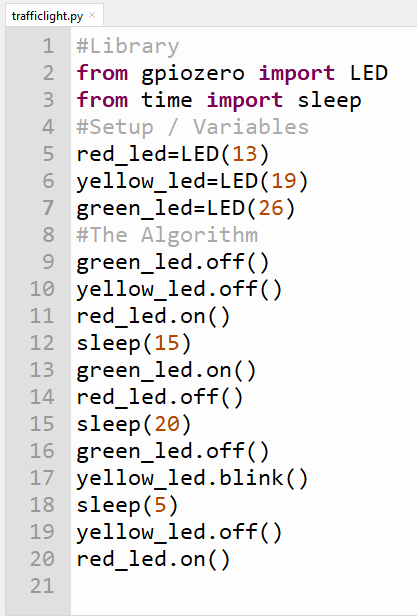 trafficlight.py ×
1 #Library
2 from gpiozero import LED
3 from time import sleep
4 #Setup / Variables
5 red_led=LED(13)
6 yellow_led=LED(19)
7 green_led=LED(26)
8 #The Algorithm
9 green_led.off()
10 yellow_led.off()
11 red_led.on()
12 sleep(15)
13 green_led.on()
14 red_led.off()
15 sleep(20)
16 green_led.off()
17 yellow_led.blink()
18 sleep(5)
19 yellow_led.off()
20 red_led.on()
21